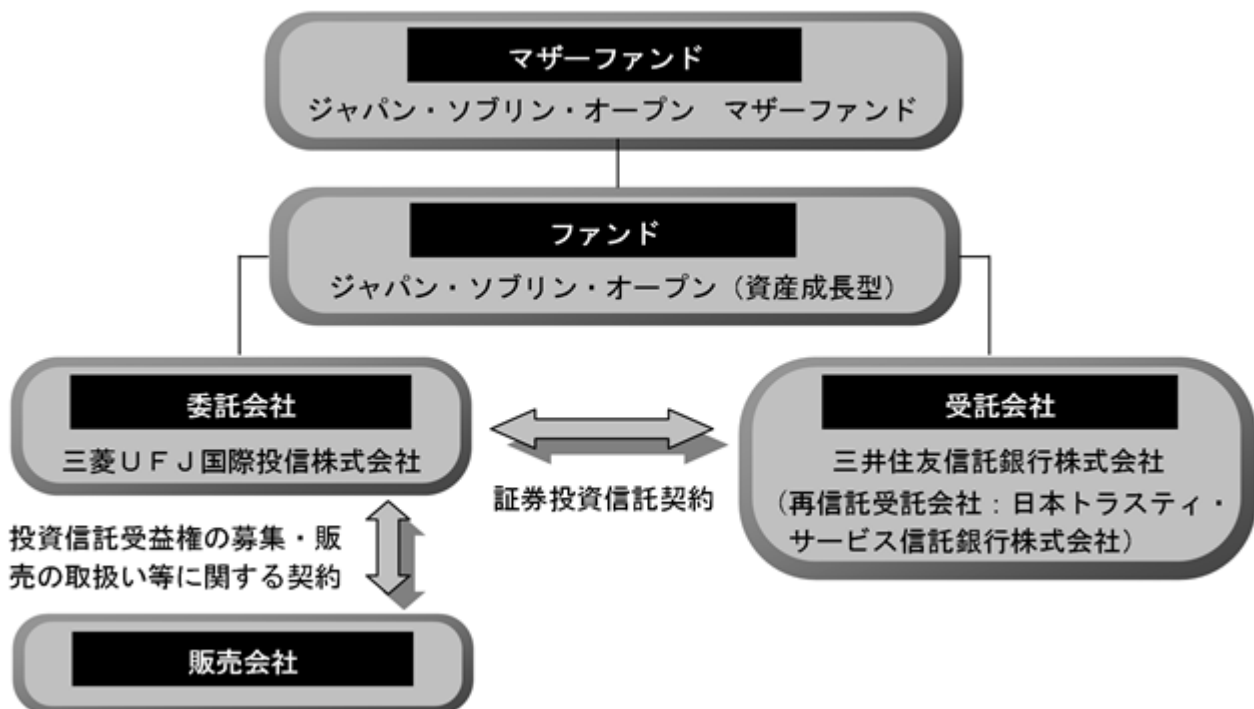 マザーファンド
ジャパン・ソブリン・オープン　マザーファンド
ファンド
ジャパン・ソブリン・オープン（資産成長型）
委託会社
三菱ＵＦＪ国際投信株式会社
証券投資信託契約
受託会社
三井住友信託銀行株式会社
（再信託受託会社：日本トラスティ・
サービス信託銀行株式会社）
投資信託受益権の募集・販
売の取扱い等に関する契約
販売会社